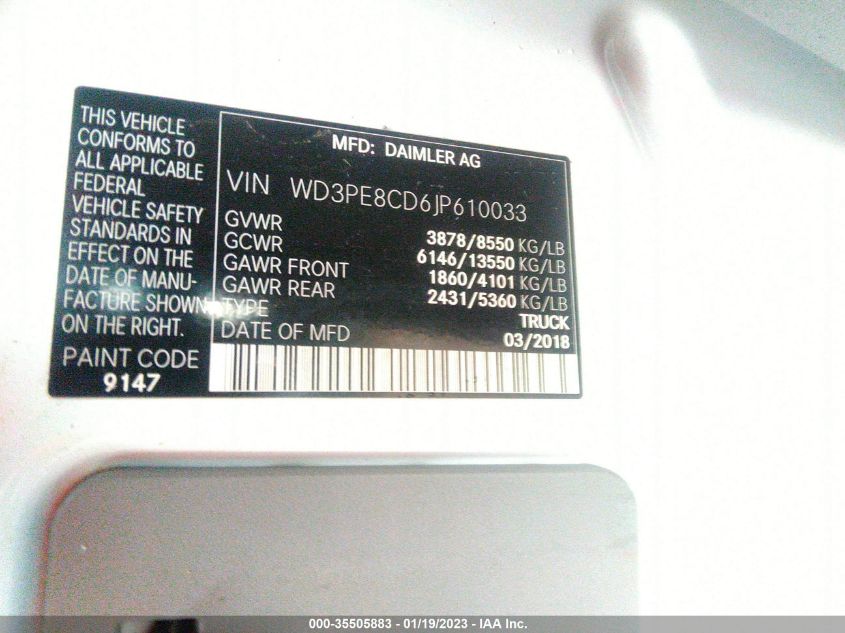 THIS VEHICLE
CONFORMS TO
ALL APPLICABLE
FEDERAL
VEHICLE SAFETY
STANDARDS IN
EFFECT ON THE
DATE OF MANU-
FACTURE SHOWN
ON THE RIGHT.
PAINT CODE
9147
MFD: DAIMLER AG
VIN WD3PE8CD6JP610033
GVWR 3878/8550 KG/LB
GCWR 6146/13550 KG/LB
GAWR FRONT 1860/4101 KG/LB
GAWR REAR 2431/5360 KG/LB
TYPE TRUCK
DATE OF MFD 03/2018
000-35505883 - 01/19/2023 - IAA Inc.